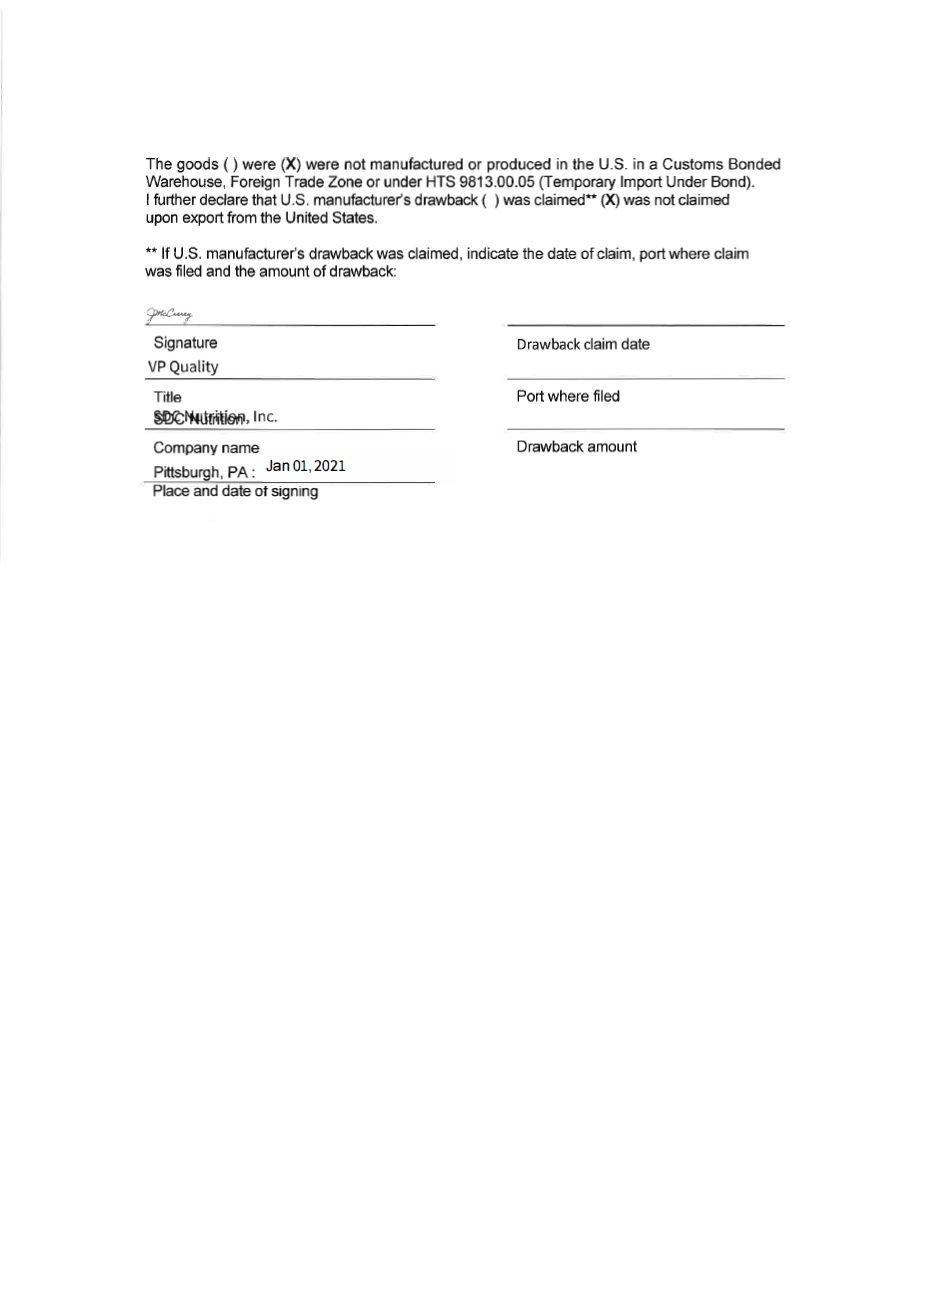 The goods ( ) were (X) were not manufactured or produced in the U.S. in a Customs Bonded
Warehouse, Foreign Trade Zone or under HTS 9813.00.05 (Temporary Import Under Bond).
I further declare that U.S. manufacturer's drawback ( ) was claimed** (X) was not claimed
upon export from the United States.
** If U.S. manufacturer's drawback was claimed, indicate the date of claim, port where claim
was filed and the amount of drawback:
Signature
VP Quality
Title
SDC Nutrition, Inc.
Company name
Pittsburgh, PA : Jan 01, 2021
Place and date of signing
Drawback claim date
Port where filed
Drawback amount